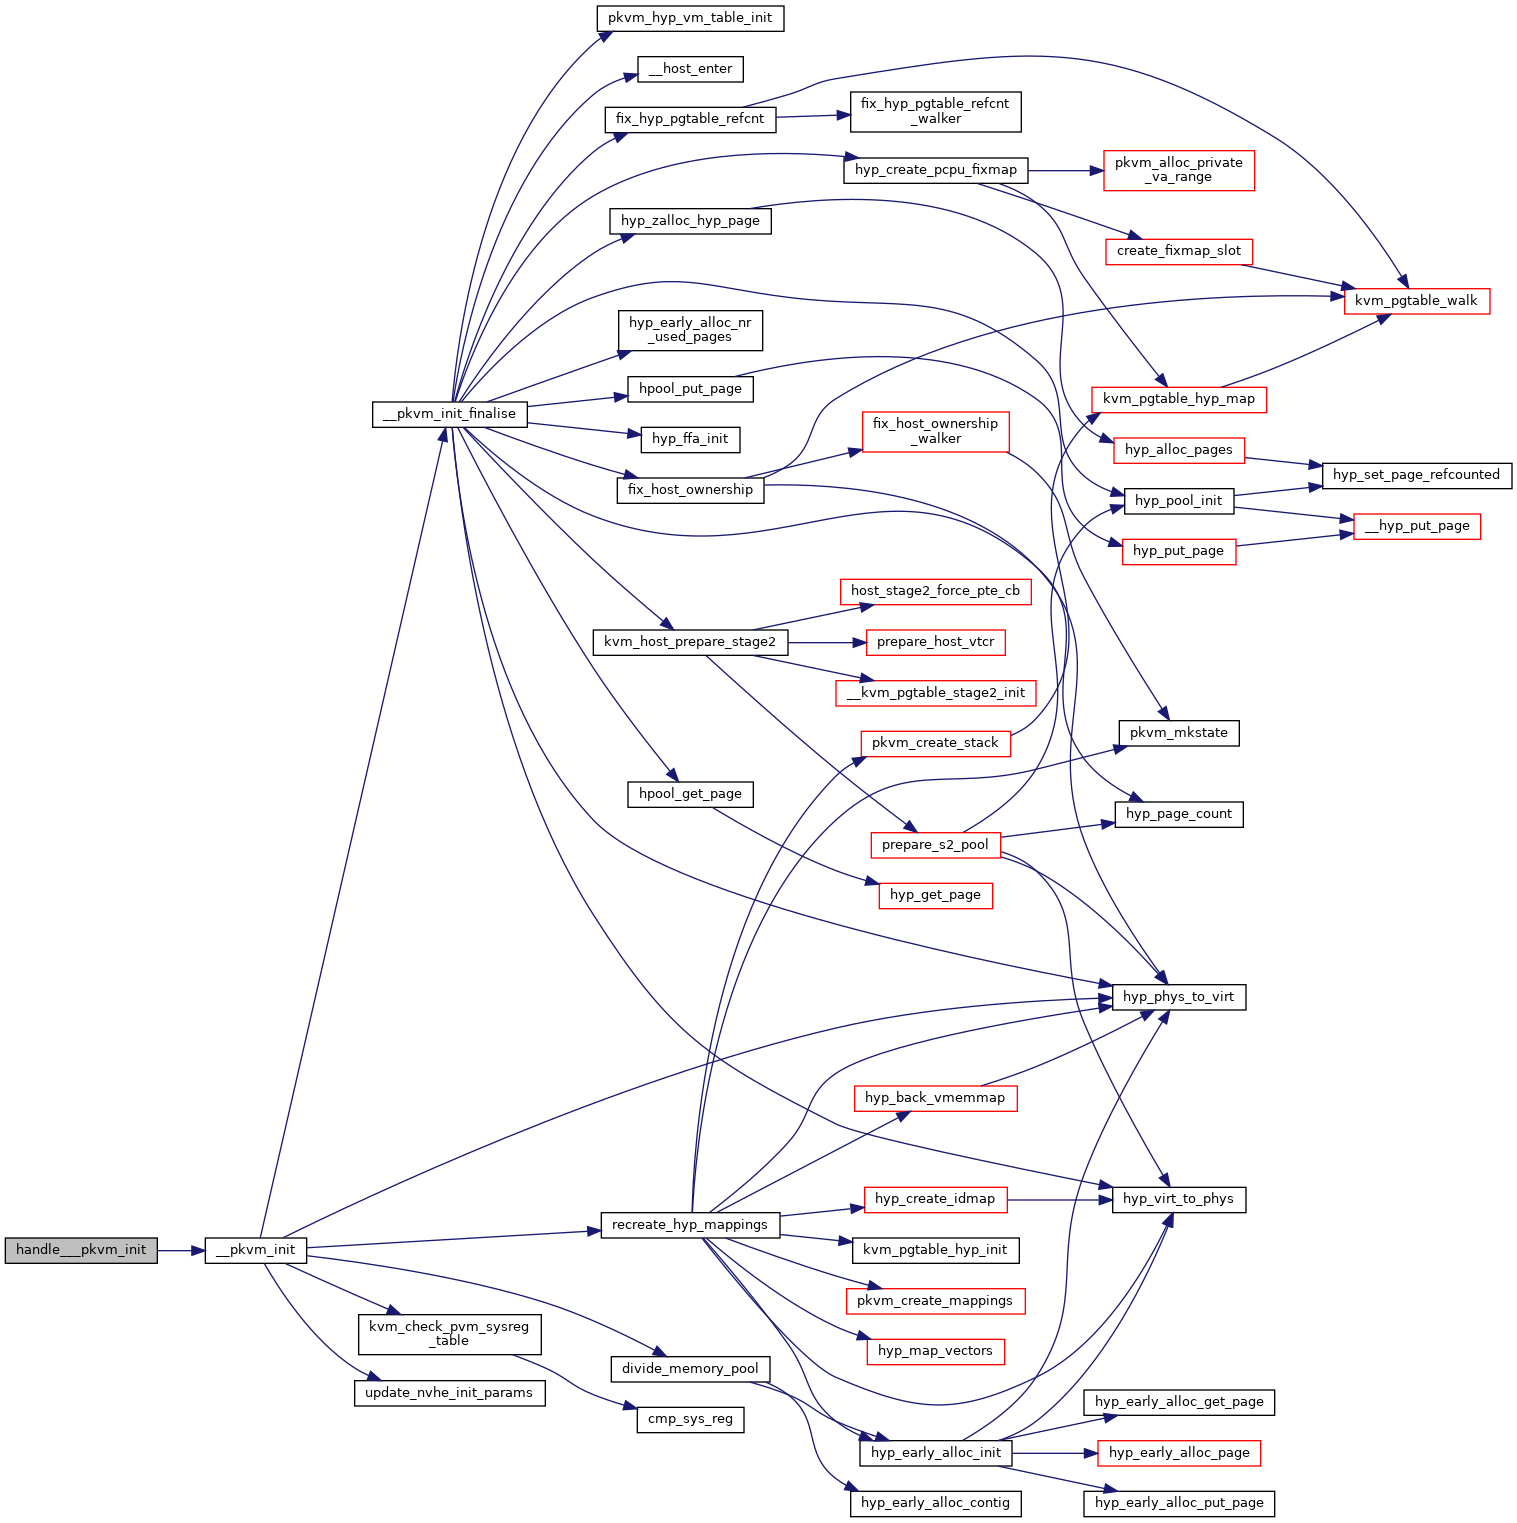 pkvm_hyp_vm_table_init
__host_enter
fix_hyp_pgtable_refcnt
fix_hyp_pgtable_refcnt
_walker
hyp_create_pcpu_fixmap
pkvm_alloc_private
_va_range
hyp_zalloc_hyp_page
create_fixmap_slot
kvm_pgtable_walk
hyp_early_alloc_nr
_used_pages
hpool_put_page
kvm_pgtable_hyp_map
__pkvm_init_finalise
fix_host_ownership
_walker
hyp_ffa_init
hyp_alloc_pages
hyp_set_page_refcounted
fix_host_ownership
hyp_pool_init
__hyp_put_page
hyp_put_page
host_stage2_force_pte_cb
kvm_host_prepare_stage2
prepare_host_vtcr
__kvm_pgtable_stage2_init
pkvm_create_stack
pkvm_mkstate
hpool_get_page
hyp_page_count
prepare_s2_pool
hyp_get_page
hyp_phys_to_virt
hyp_back_vmemmap
hyp_create_idmap
hyp_virt_to_phys
recreate_hyp_mappings
handle___pkvm_init
__pkvm_init
kvm_pgtable_hyp_init
pkvm_create_mappings
kvm_check_pvm_sysreg
_table
hyp_map_vectors
divide_memory_pool
update_nvhe_init_params
hyp_early_alloc_get_page
cmp_sys_reg
hyp_early_alloc_init
hyp_early_alloc_page
hyp_early_alloc_contig
hyp_early_alloc_put_page